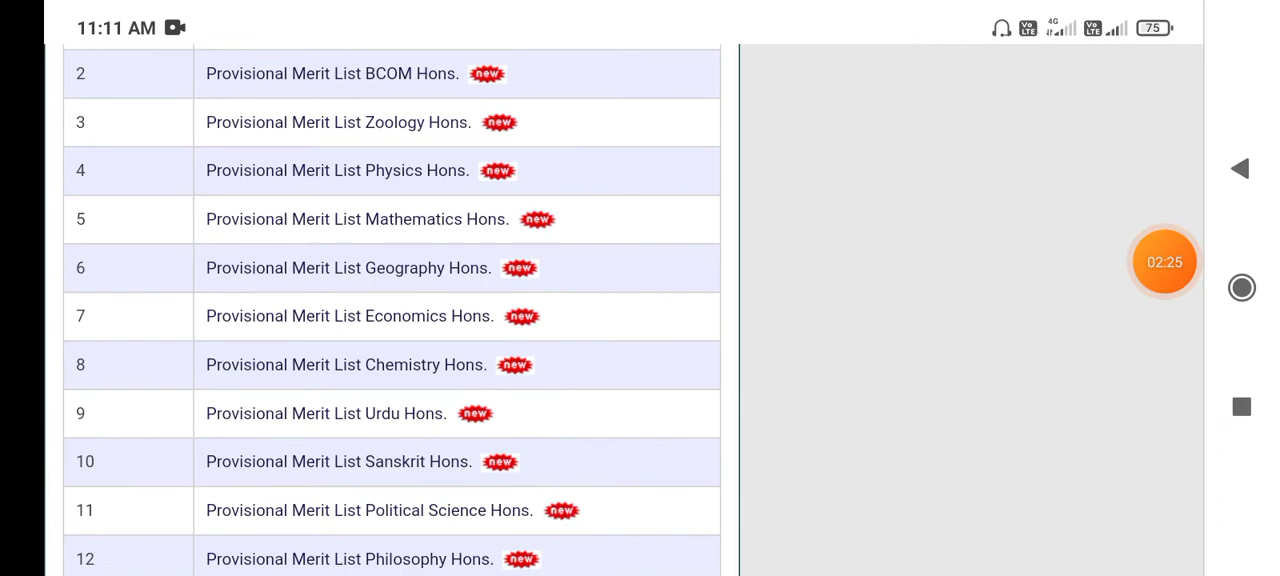 11:11 AM
Vo LTE 4G Vo LTE 75
2 Provisional Merit List BCOM Hons. new
3 Provisional Merit List Zoology Hons. new
4 Provisional Merit List Physics Hons. new
5 Provisional Merit List Mathematics Hons. new
6 Provisional Merit List Geography Hons. new
7 Provisional Merit List Economics Hons. new
8 Provisional Merit List Chemistry Hons. new
9 Provisional Merit List Urdu Hons. new
10 Provisional Merit List Sanskrit Hons. new
11 Provisional Merit List Political Science Hons. new
12 Provisional Merit List Philosophy Hons. new
02:25